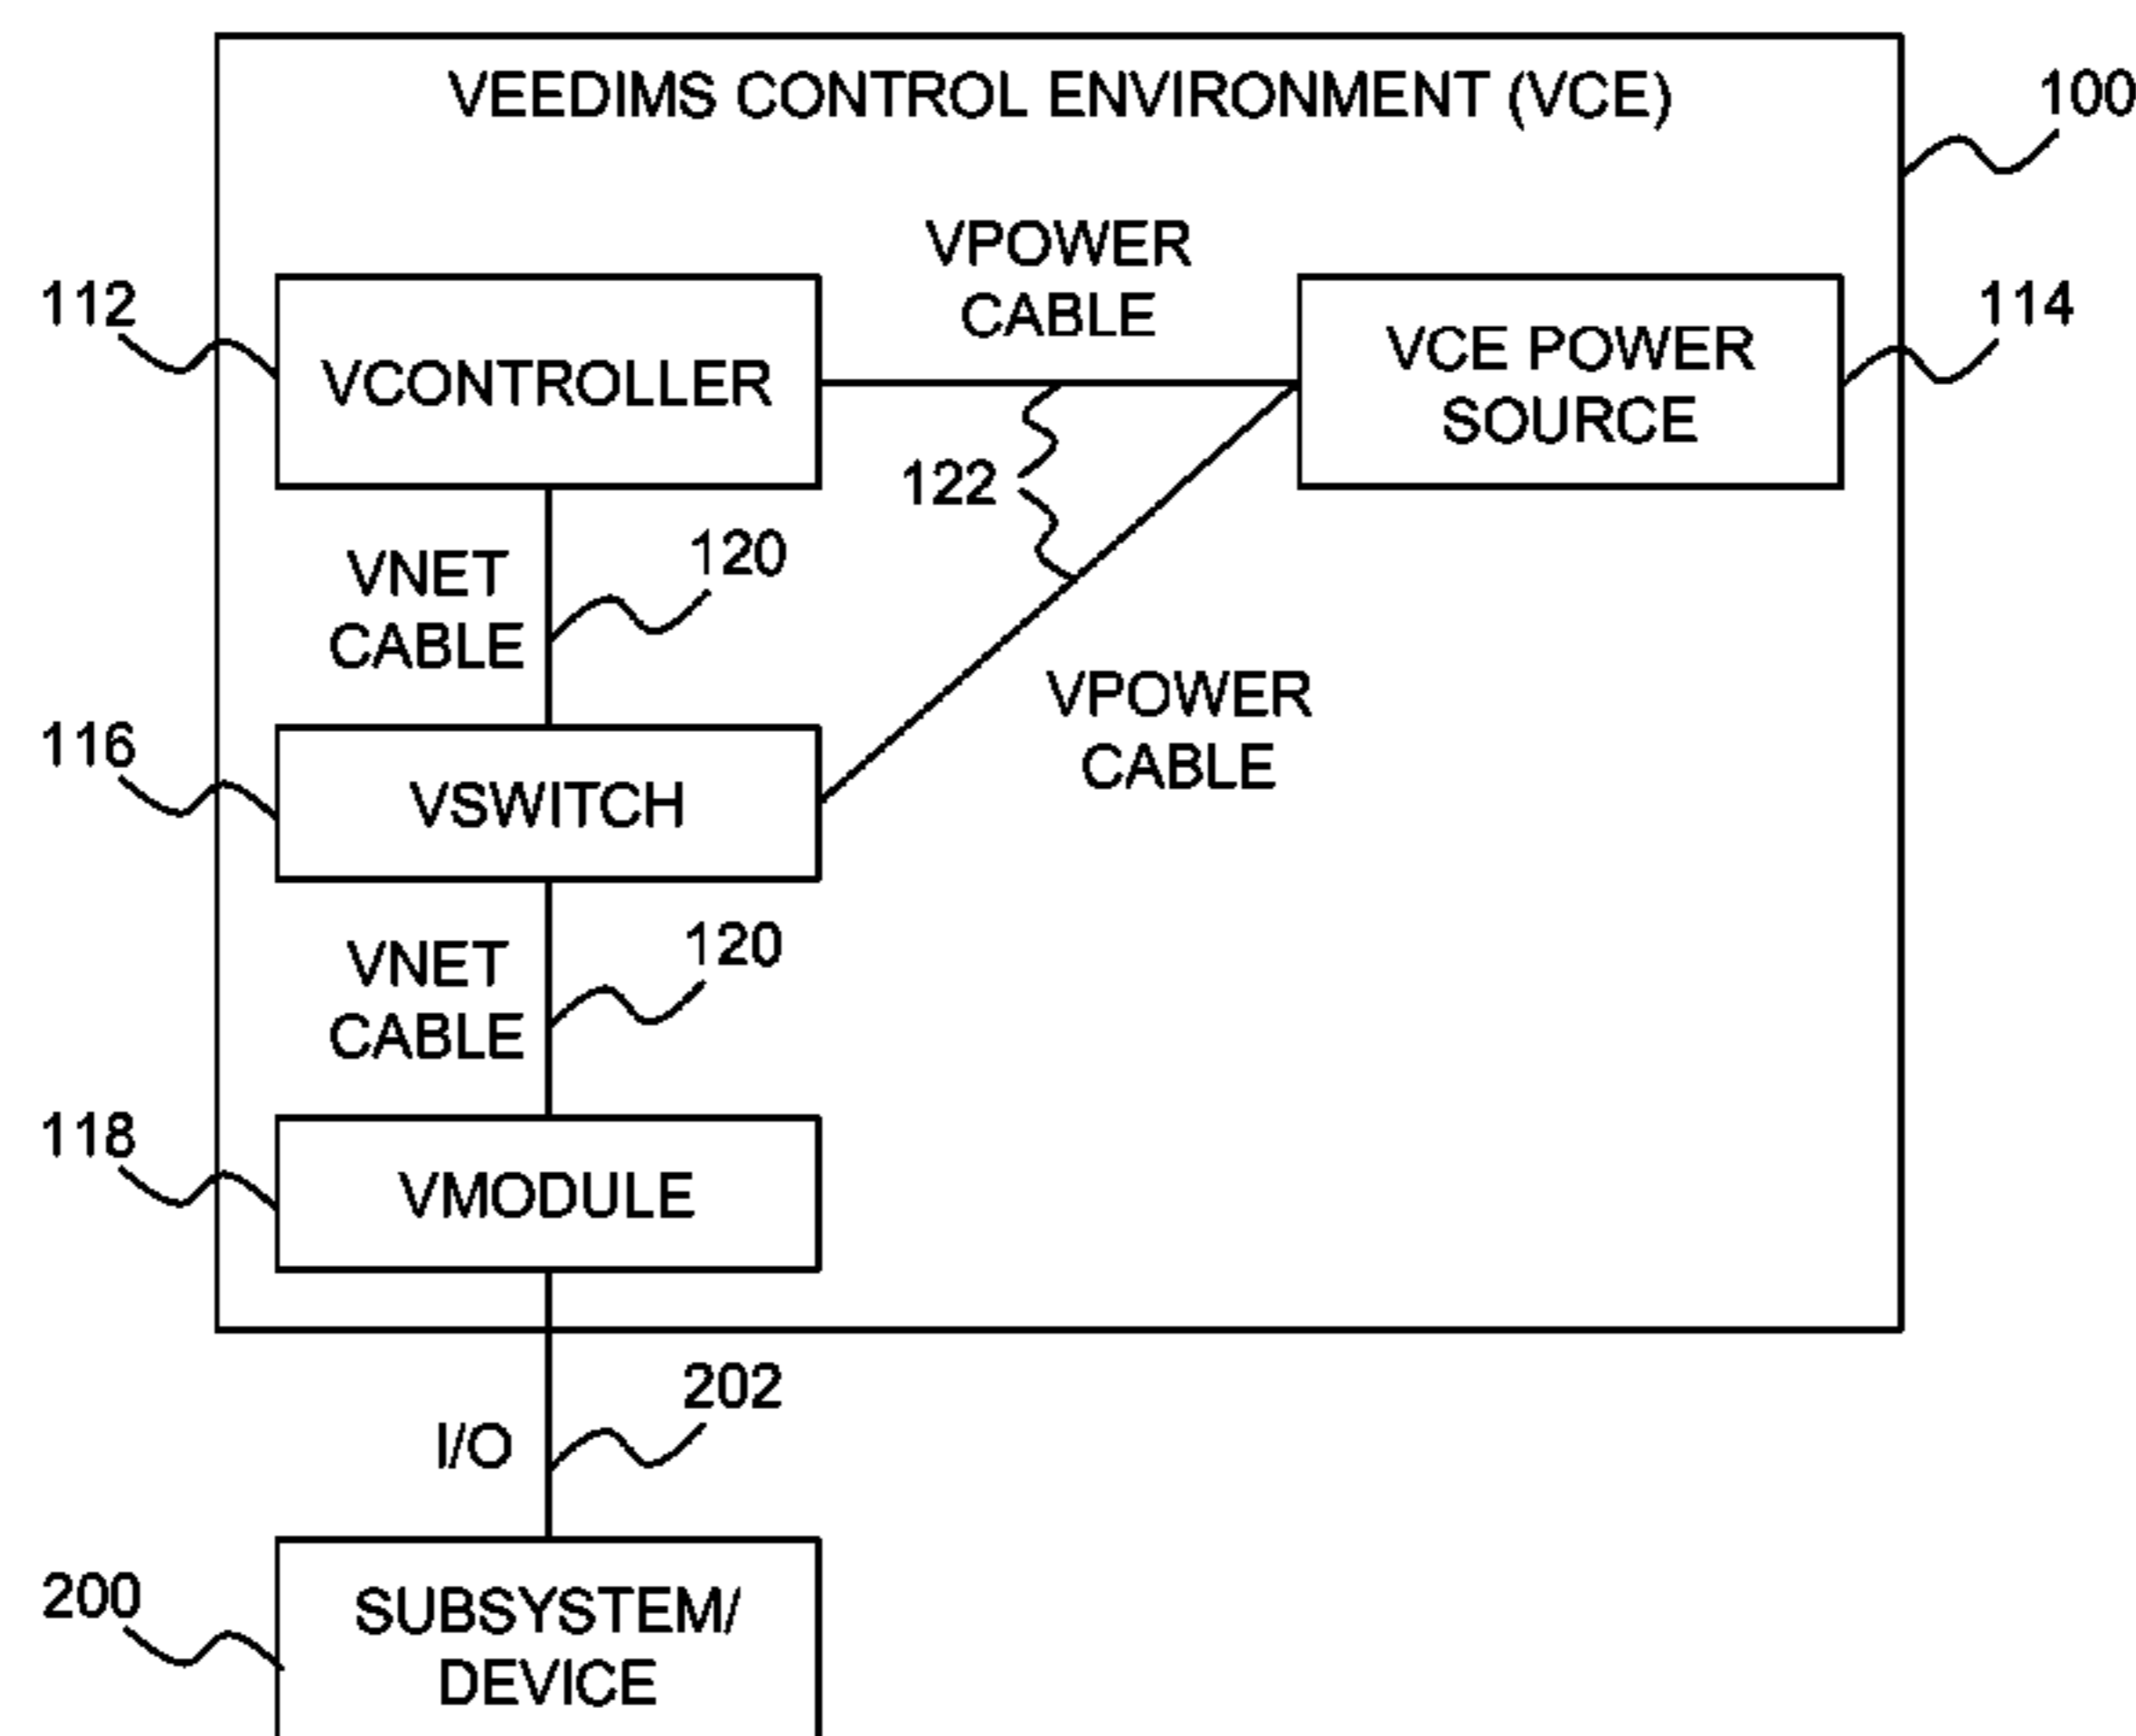 VEEDIMS CONTROL ENVIRONMENT (VCE)
100
VPOWER
CABLE
112
VCONTROLLER
VCE POWER
SOURCE
114
122
VNET
CABLE
120
VPOWER
CABLE
116
VSWITCH
VNET
CABLE
120
118
VMODULE
202
I/O
200
SUBSYSTEM/
DEVICE